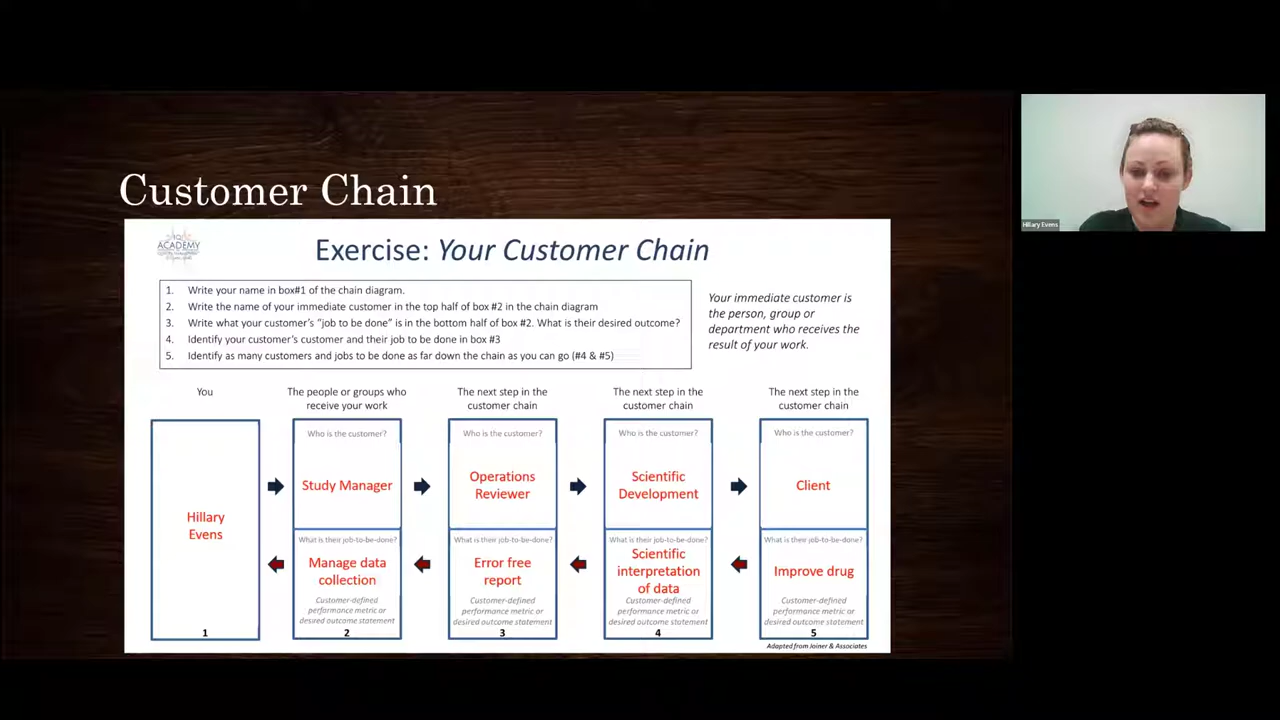 Customer Chain
ACADEMY
Exercise: Your Customer Chain
1. Write your name in box#1 of the chain diagram.
2. Write the name of your immediate customer in the top half of box #2 in the chain diagram
3. Write what your customer's “job to be done” is in the bottom half of box #2. What is their desired outcome?
4. Identify your customer's customer and their job to be done in box #3
5. Identify as many customers and jobs to be done as far down the chain as you can go (#4 & #5)
Your immediate customer is
the person, group or
department who receives the
result of your work.
You
The people or groups who
receive your work
The next step in the
customer chain
The next step in the
customer chain
The next step in the
customer chain
Hillary
Evens
1
Who is the customer?
Study Manager
What is their job-to-be-done?
Manage data
collection
Customer-defined
performance metric or
desired outcome statement
2
Who is the customer?
Operations
Reviewer
What is their job-to-be-done?
Error free
report
Customer-defined
performance metric or
desired outcome statement
3
Who is the customer?
Scientific
Development
What is their job-to-be-done?
Scientific
interpretation
of data
Customer-defined
performance metric or
desired outcome statement
4
Who is the customer?
Client
What is their job-to-be-done?
Improve drug
Customer-defined
performance metric or
desired outcome statement
5
Adapted from Joiner & Associates
Hillary Evens